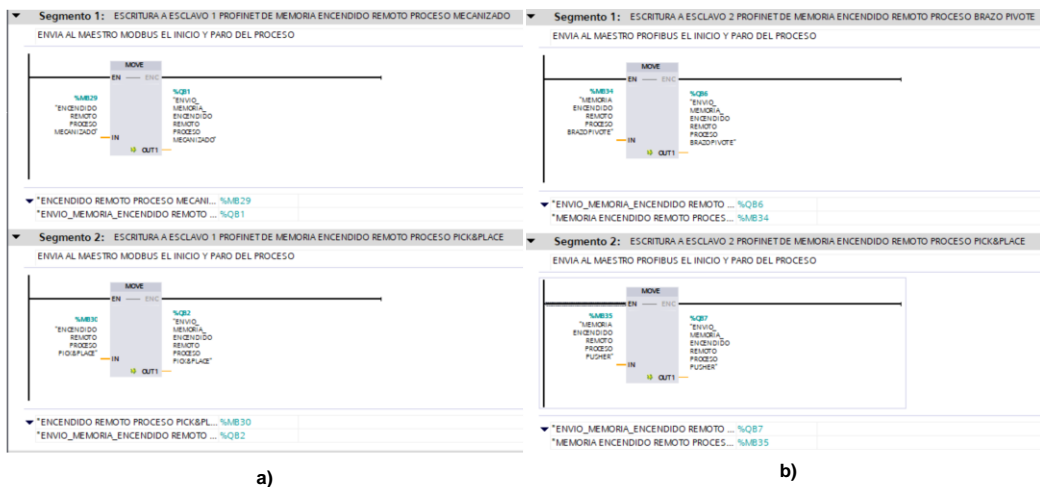 Segmento 1: ESCRITURA A ESCLAVO 1 PROFINET DE MEMORIA ENCENDIDO REMOTO PROCESO MECANIZADO
ENVIA AL MAESTRO MODBUS EL INICIO Y PARO DEL PROCESO
MOVE
EN ENO
%MB29
"ENCENDIDO
REMOTO
PROCESO
MECANIZADO"
IN
%QB1
"ENVIO_
MEMORIA_
ENCENDIDO
REMOTO
PROCESO
MECANIZADO"
OUT1
"ENCENDIDO REMOTO PROCESO MECANI... %MB29
"ENVIO_MEMORIA_ENCENDIDO REMOTO ... %QB1
Segmento 2: ESCRITURA A ESCLAVO 1 PROFINET DE MEMORIA ENCENDIDO REMOTO PROCESO PICK&PLACE
ENVIA AL MAESTRO MODBUS EL INICIO Y PARO DEL PROCESO
MOVE
EN ENO
%MB30
"ENCENDIDO
REMOTO
PROCESO
PICK&PLACE"
IN
%QB2
"ENVIO_
MEMORIA_
ENCENDIDO
REMOTO
PROCESO
PICK&PLACE"
OUT1
"ENCENDIDO REMOTO PROCESO PICK&PL... %MB30
"ENVIO_MEMORIA_ENCENDIDO REMOTO ... %QB2
a)
Segmento 1: ESCRITURA A ESCLAVO 2 PROFINET DE MEMORIA ENCENDIDO REMOTO PROCESO BRAZO PIVOTE
ENVIA AL MAESTRO PROFIBUS EL INICIO Y PARO DEL PROCESO
MOVE
EN ENO
%MB34
"MEMORIA
ENCENDIDO
REMOTO
PROCESO
BRAZOPIVOTE"
IN
%QB6
"ENVIO_
MEMORIA_
ENCENDIDO
REMOTO
PROCESO
BRAZOPIVOTE"
OUT1
"ENVIO_MEMORIA_ENCENDIDO REMOTO ... %QB6
"MEMORIA ENCENDIDO REMOTO PROCES... %MB34
Segmento 2: ESCRITURA A ESCLAVO 2 PROFINET DE MEMORIA ENCENDIDO REMOTO PROCESO PICK&PLACE
ENVIA AL MAESTRO PROFIBUS EL INICIO Y PARO DEL PROCESO
MOVE
EN ENO
%MB35
"MEMORIA
ENCENDIDO
REMOTO
PROCESO
PUSHER"
IN
%QB7
"ENVIO_
MEMORIA_
ENCENDIDO
REMOTO
PROCESO
PUSHER"
OUT1
"ENVIO_MEMORIA_ENCENDIDO REMOTO ... %QB7
"MEMORIA ENCENDIDO REMOTO PROCES... %MB35
b)